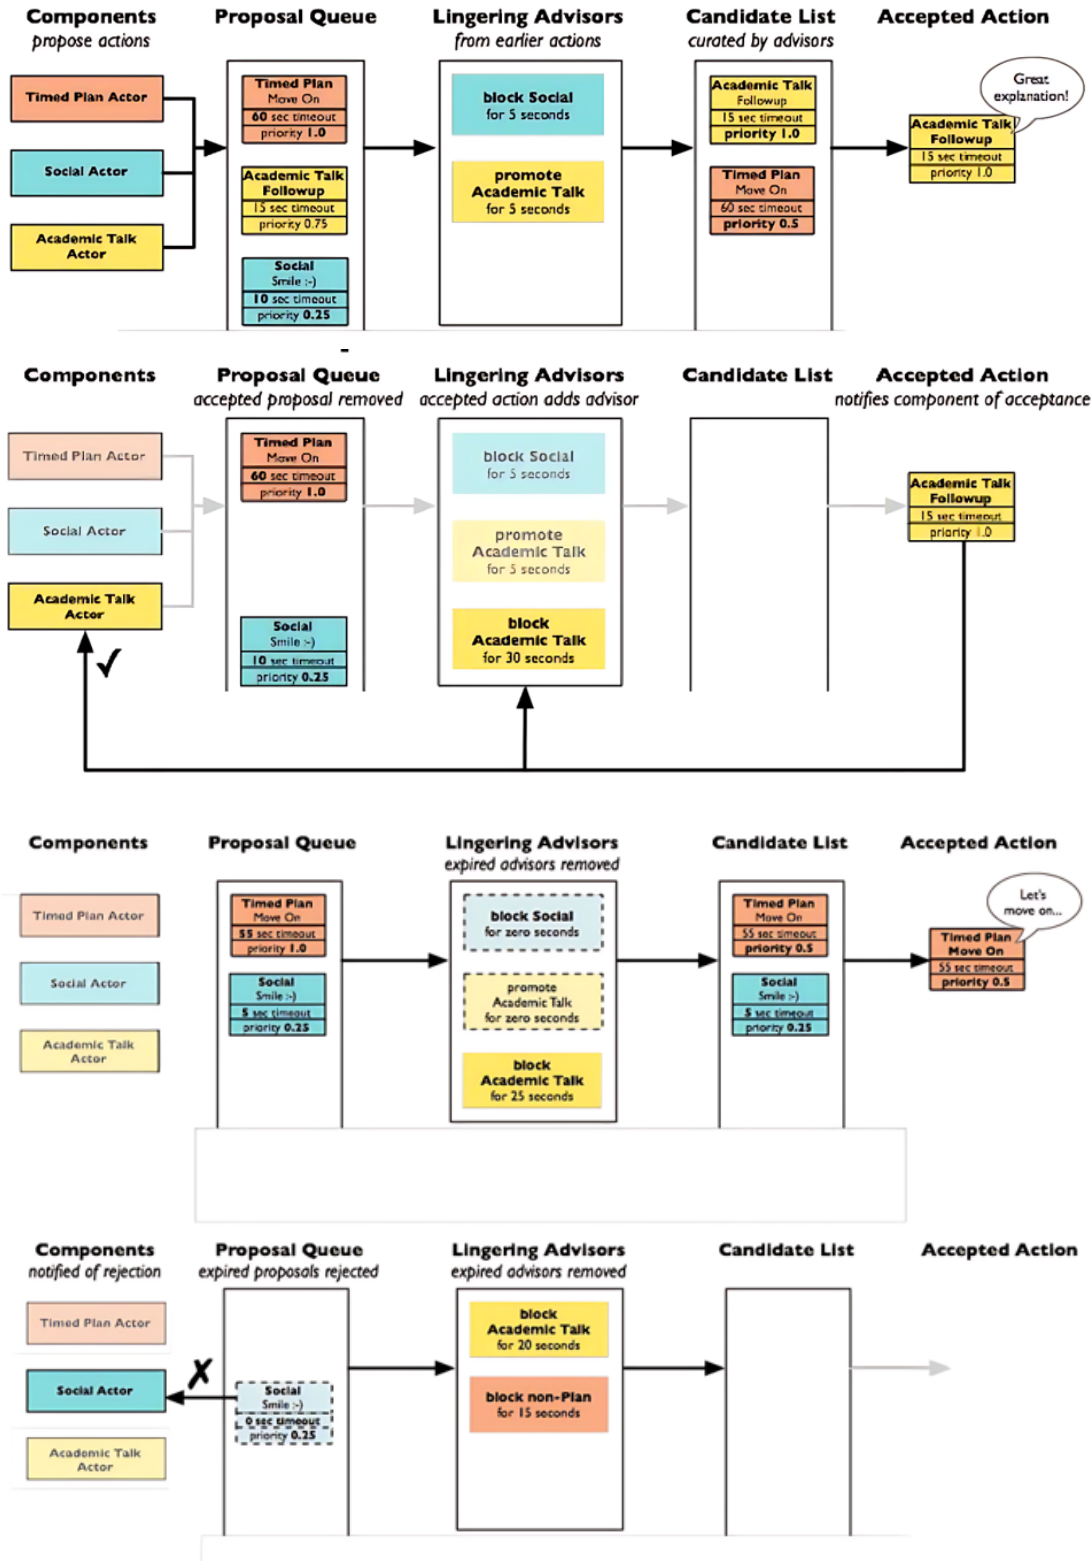 Components
propose actions
Proposal Queue
Lingering Advisors
from earlier actions
Candidate List
curated by advisors
Accepted Action
Timed Plan Actor
Social Actor
Academic Talk
Actor
Timed Plan
Move On
60 sec timeout
priority 1.0
Academic Talk
Followup
15 sec timeout
priority 0.75
Social
Smile :-)
10 sec timeout
priority 0.25
block Social
for 5 seconds
promote
Academic Talk
for 5 seconds
Academic Talk
Followup
15 sec timeout
priority 1.0
Timed Plan
Move On
60 sec timeout
priority 0.5
Great
explanation!
Academic Talk
Followup
15 sec timeout
priority 1.0
Components
Proposal Queue
accepted proposal removed
Lingering Advisors
accepted action adds advisor
Candidate List
Accepted Action
notifies component of acceptance
Timed Plan Actor
Social Actor
Academic Talk
Actor
Timed Plan
Move On
60 sec timeout
priority 1.0
Social
Smile :-)
10 sec timeout
priority 0.25
block Social
for 5 seconds
promote
Academic Talk
for 5 seconds
block
Academic Talk
for 30 seconds
Academic Talk
Followup
15 sec timeout
priority 1.0
Components
Proposal Queue
Lingering Advisors
expired advisors removed
Candidate List
Accepted Action
Timed Plan Actor
Social Actor
Academic Talk
Actor
Timed Plan
Move On
55 sec timeout
priority 1.0
Social
Smile :-)
5 sec timeout
priority 0.25
block Social
for zero seconds
promote
Academic Talk
for zero seconds
block
Academic Talk
for 25 seconds
Timed Plan
Move On
55 sec timeout
priority 0.5
Social
Smile :-)
5 sec timeout
priority 0.25
Let's
move on...
Timed Plan
Move On
55 sec timeout
priority 0.5
Components
notified of rejection
Proposal Queue
expired proposals rejected
Lingering Advisors
expired advisors removed
Candidate List
Accepted Action
Timed Plan Actor
Social Actor
Academic Talk
Actor
Social
Smile :-)
0 sec timeout
priority 0.25
block
Academic Talk
for 20 seconds
block non-Plan
for 15 seconds